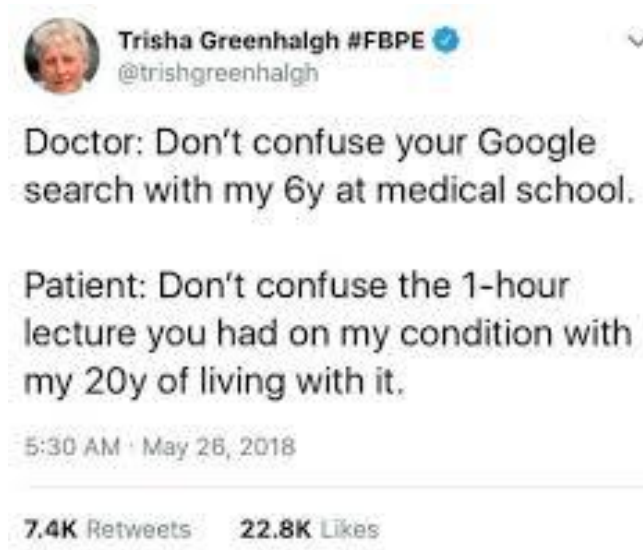 Trisha Greenhalgh #FBPE
@trishgreenhalgh
Doctor: Don't confuse your Google
search with my 6y at medical school.
Patient: Don't confuse the 1-hour
lecture you had on my condition with
my 20y of living with it.
5:30 AM · May 26, 2018
7.4K Retweets 22.8K Likes